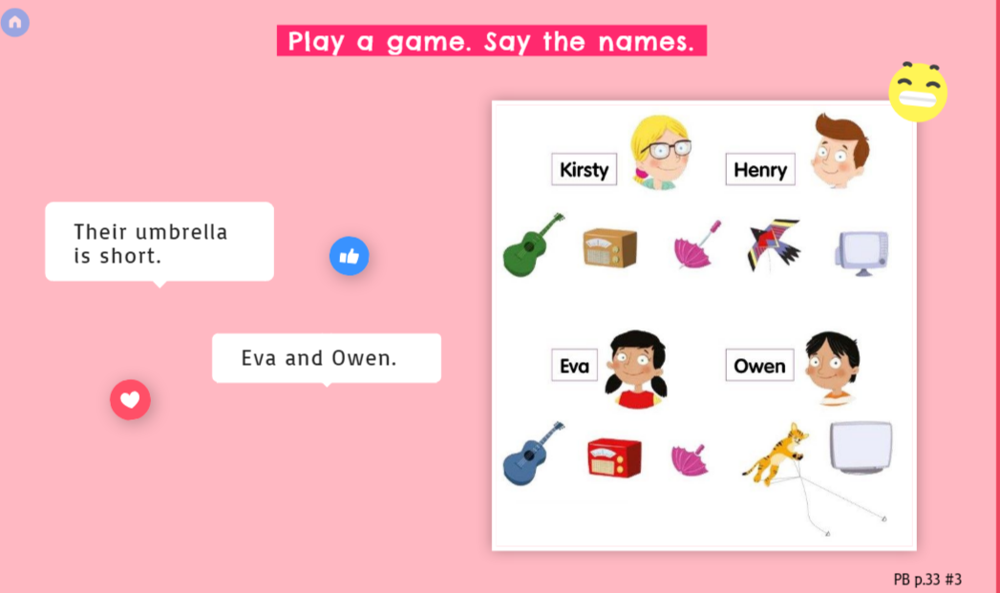 Play a game. Say the names.
Their umbrella
is short.
Eva and Owen.
Kirsty
Henry
Eva
Owen
PB p.33 #3